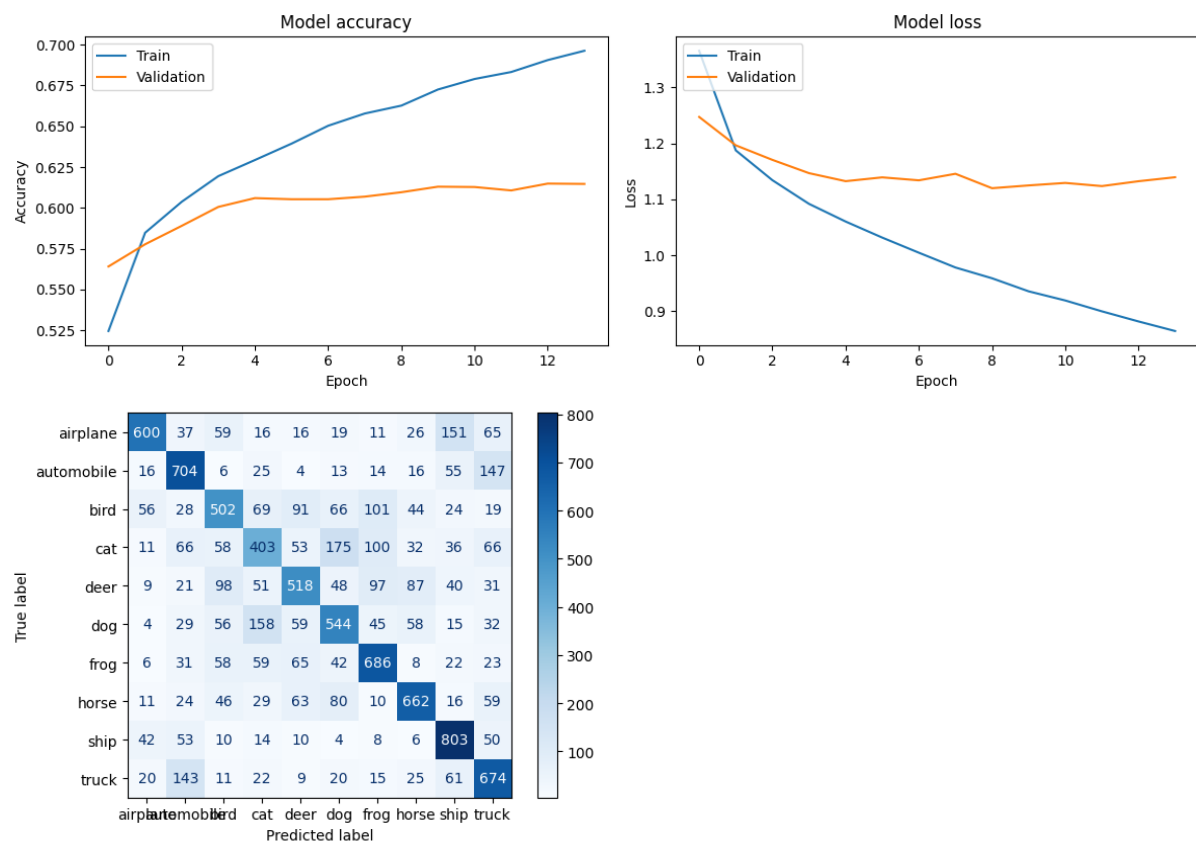 Model accuracy
Train
Validation
0.700
0.675
0.650
0.625
0.600
0.575
0.550
0.525
Accuracy
0 2 4 6 8 10 12
Epoch
Model loss
Train
Validation
1.3
1.2
1.1
1.0
0.9
Loss
0 2 4 6 8 10 12
Epoch
airplane 600 37 59 16 16 19 11 26 151 65
automobile 16 704 6 25 4 13 14 16 55 147
bird 56 28 502 69 91 66 101 44 24 19
cat 11 66 58 403 53 175 100 32 36 66
deer 9 21 98 51 518 48 97 87 40 31
dog 4 29 56 158 59 544 45 58 15 32
frog 6 31 58 59 65 42 686 8 22 23
horse 11 24 46 29 63 80 10 662 16 59
ship 42 53 10 14 10 4 8 6 803 50
truck 20 143 11 22 9 20 15 25 61 674
True label
airplane automobile bird cat deer dog frog horse ship truck
Predicted label
800
700
600
500
400
300
200
100